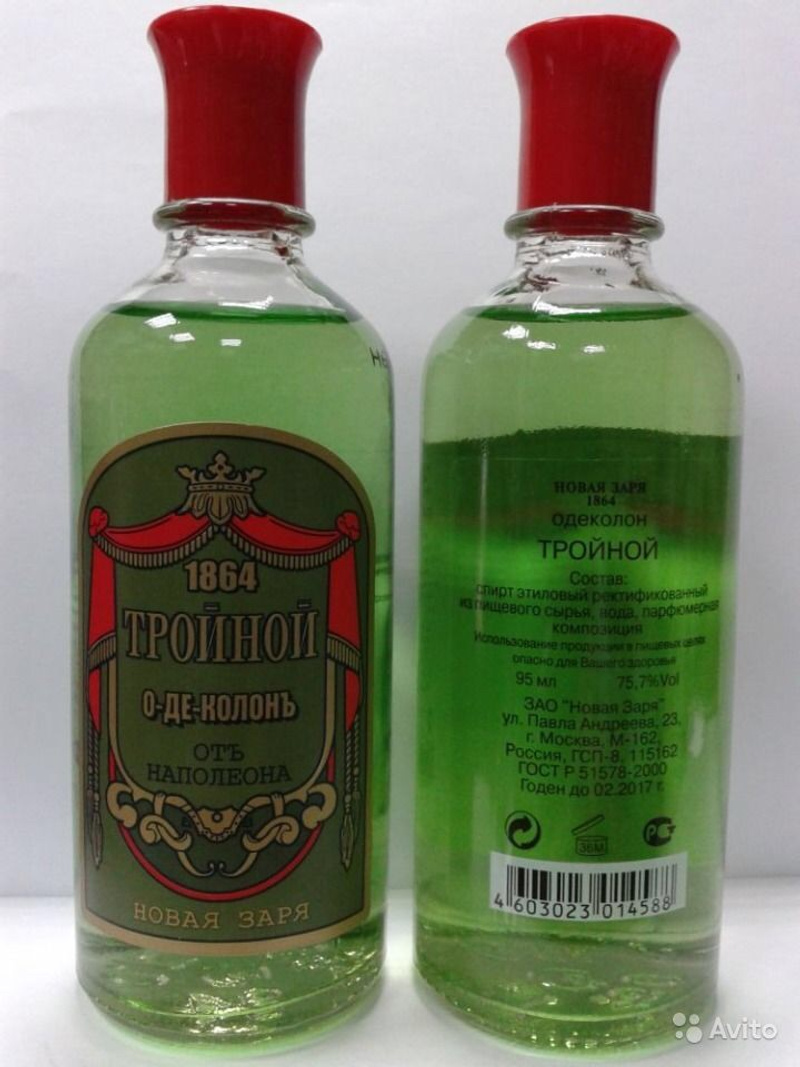 1864
ТРОЙНОЙ
О-ДЕ-КОЛОНЪ
ОТЪ
НАПОЛЕОНА
НОВАЯ ЗАРЯ
НОВАЯ ЗАРЯ
1864
одеколон
ТРОЙНОЙ
Состав:
спирт этиловый ректификованный
из пищевого сырья, вода, парфюмерная
композиция
Использование продукции в пищевых целях
опасно для Вашего здоровья
95 мл 75,7%Vol
ЗАО "Новая Заря"
ул. Павла Андреева, 23,
г. Москва, М-162,
Россия, ГСП-8, 115162
ГОСТ Р 51578-2000
Годен до 02.2017 г.
36М
4 603023 014588
Avito